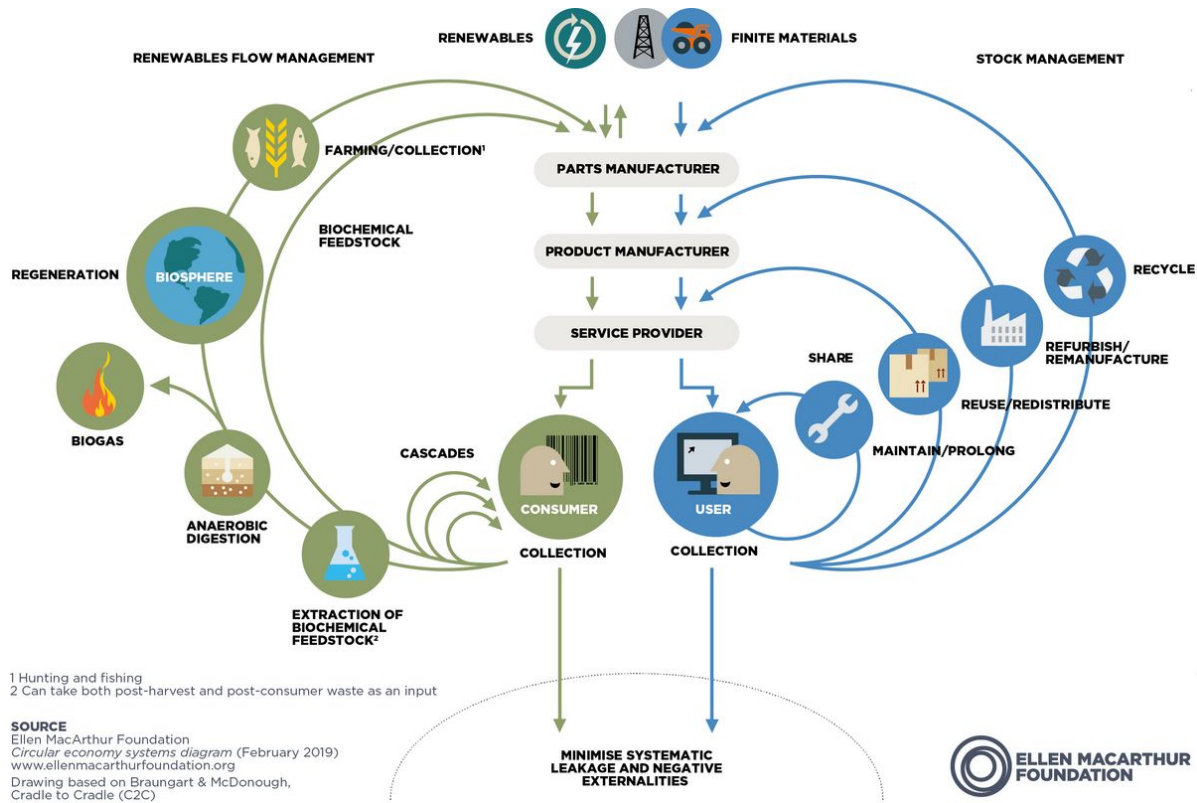 RENEWABLES
FINITE MATERIALS
RENEWABLES FLOW MANAGEMENT
STOCK MANAGEMENT
FARMING/COLLECTION¹
PARTS MANUFACTURER
BIOCHEMICAL
FEEDSTOCK
PRODUCT MANUFACTURER
REGENERATION
BIOSPHERE
RECYCLE
SERVICE PROVIDER
SHARE
REFURBISH/
REMANUFACTURE
REUSE/REDISTRIBUTE
BIOGAS
CASCADES
MAINTAIN/PROLONG
CONSUMER
USER
ANAEROBIC
DIGESTION
COLLECTION
COLLECTION
EXTRACTION OF
BIOCHEMICAL
FEEDSTOCK²
1 Hunting and fishing
2 Can take both post-harvest and post-consumer waste as an input
SOURCE
Ellen MacArthur Foundation
Circular economy systems diagram (February 2019)
www.ellenmacarthurfoundation.org
Drawing based on Braungart & McDonough,
Cradle to Cradle (C2C)
MINIMISE SYSTEMATIC
LEAKAGE AND NEGATIVE
EXTERNALITIES
ELLEN MACARTHUR
FOUNDATION